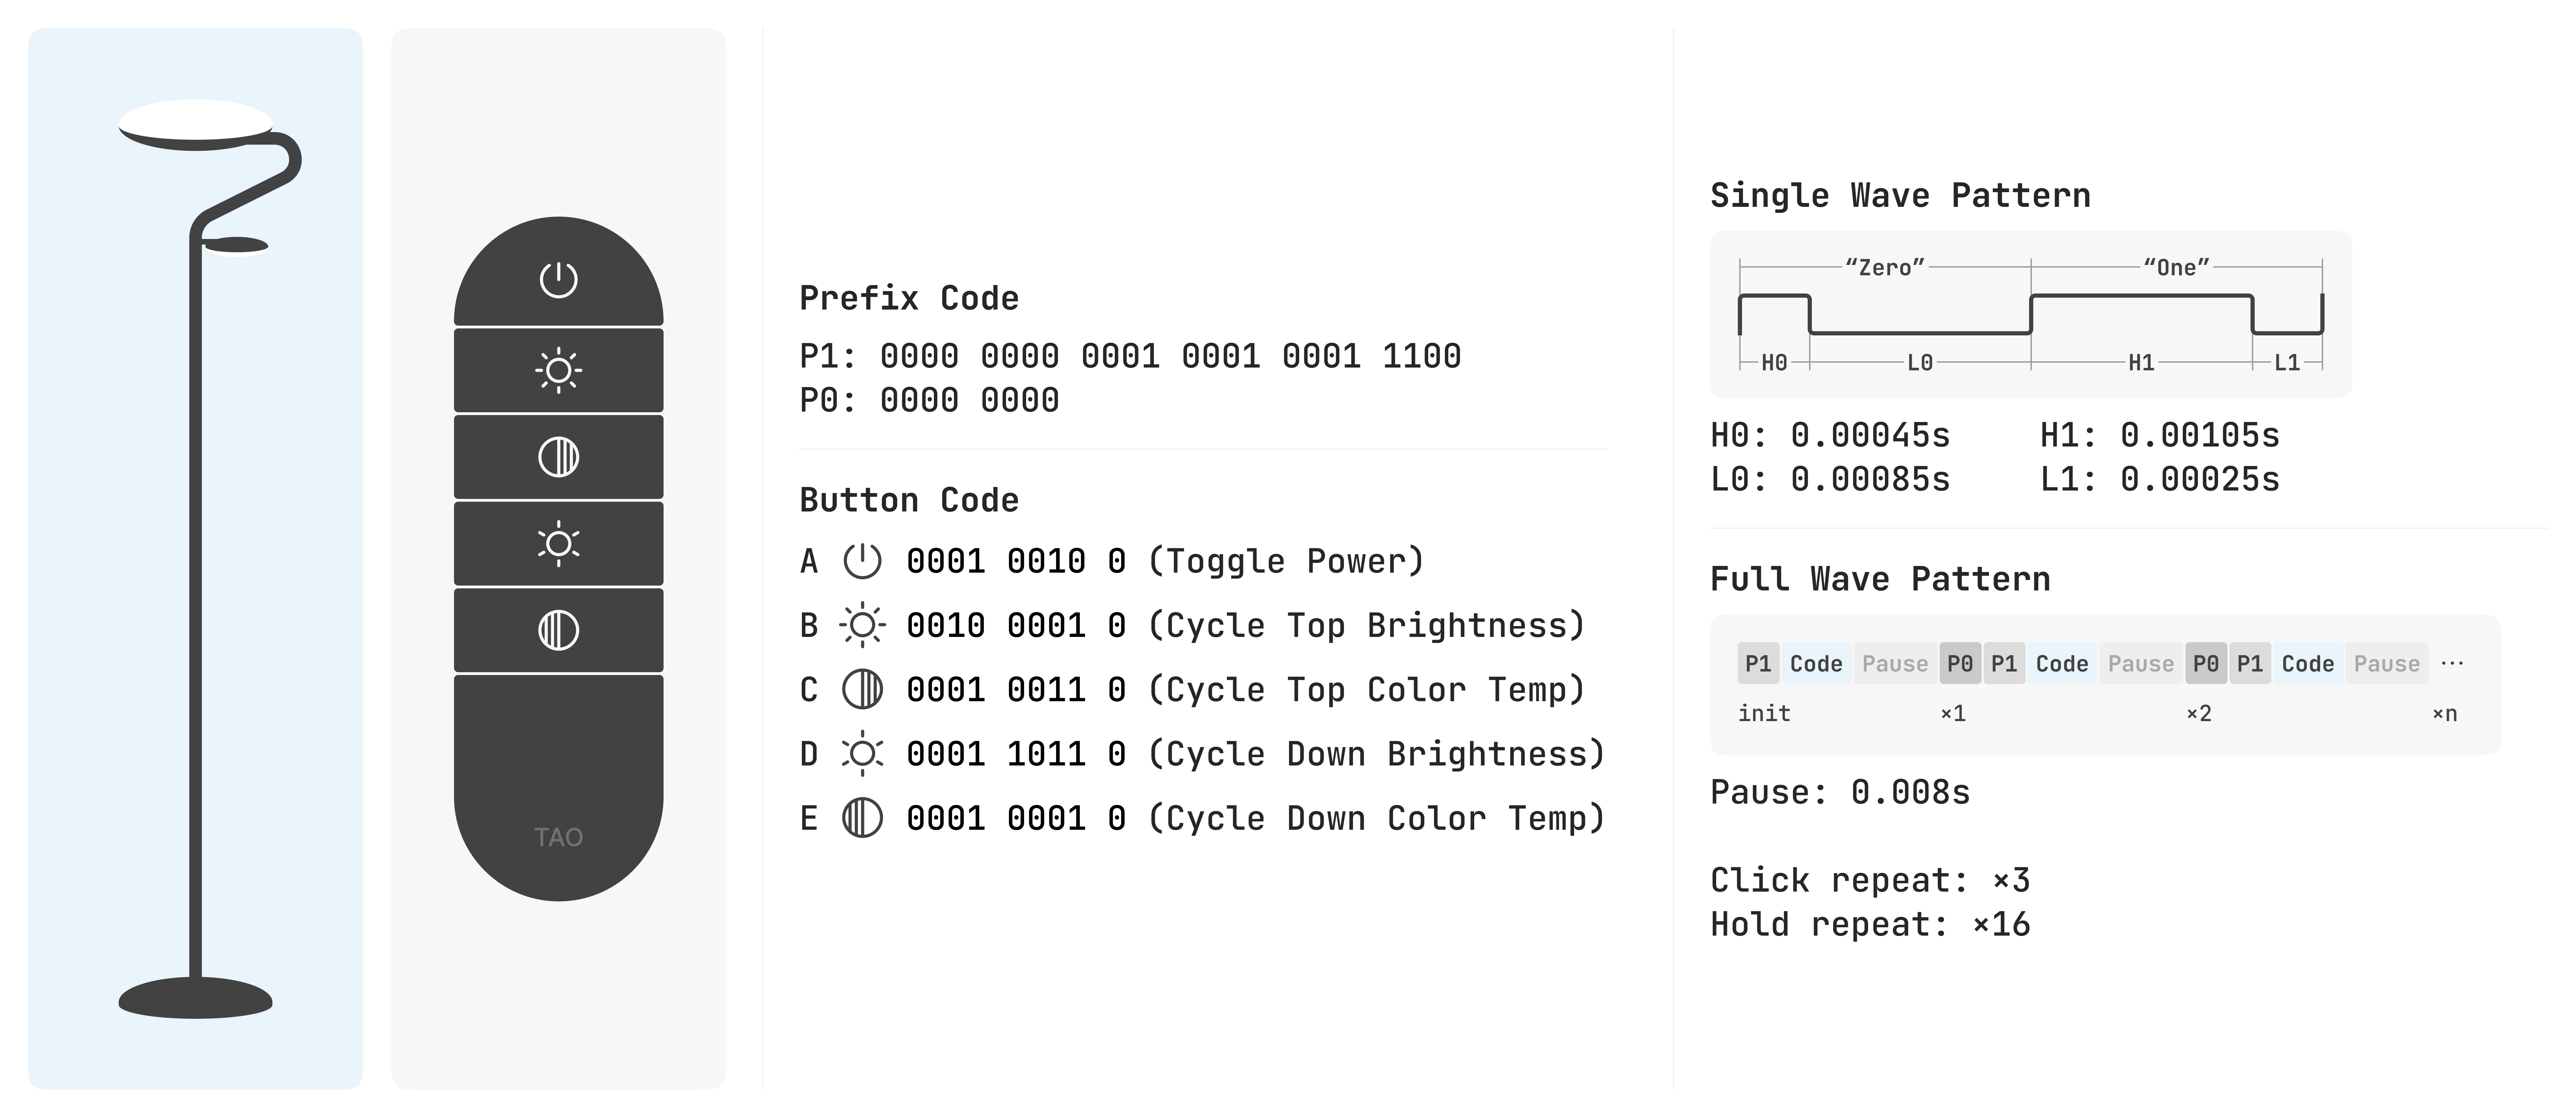 TAO
Prefix Code
P1: 0000 0000 0001 0001 0001 1100
P0: 0000 0000
Button Code
A 0001 0010 0 (Toggle Power)
B 0010 0001 0 (Cycle Top Brightness)
C 0001 0011 0 (Cycle Top Color Temp)
D 0001 1011 0 (Cycle Down Brightness)
E 0001 0001 0 (Cycle Down Color Temp)
Single Wave Pattern
“Zero” “One”
H0 L0 H1 L1
H0: 0.00045s H1: 0.00105s
L0: 0.00085s L1: 0.00025s
Full Wave Pattern
P1 Code Pause P0 P1 Code Pause P0 P1 Code Pause ···
init ×1 ×2 ×n
Pause: 0.008s
Click repeat: ×3
Hold repeat: ×16